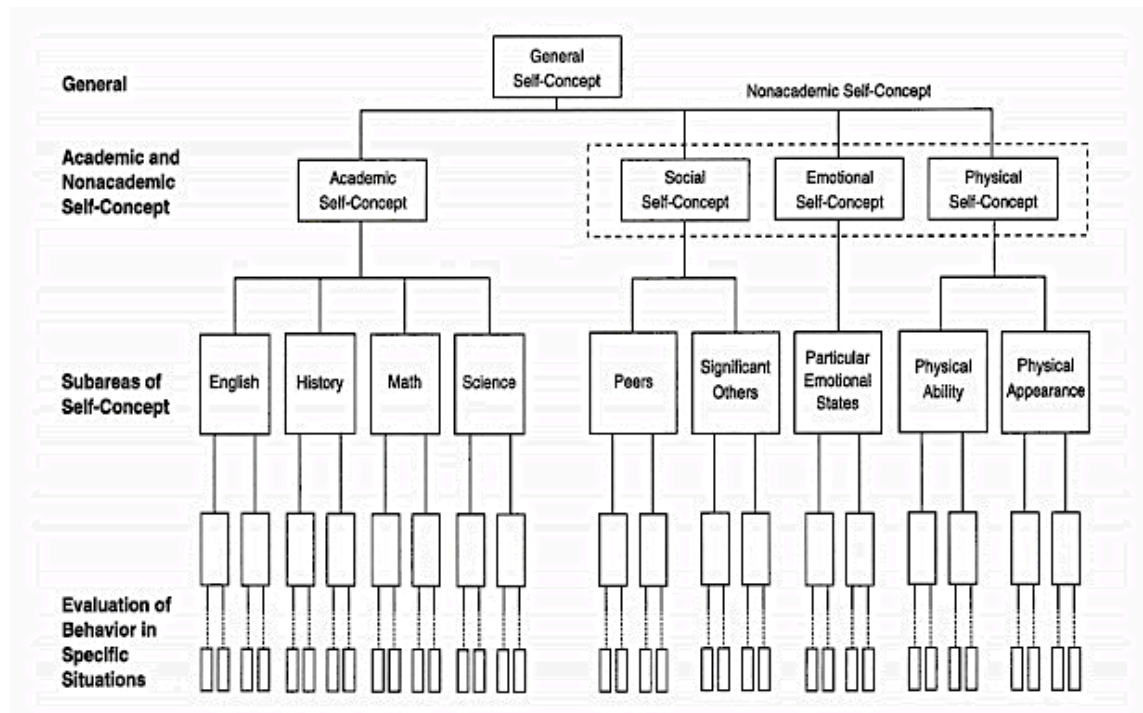 General
Self-Concept
General
Nonacademic Self-Concept
Academic and
Nonacademic
Self-Concept
Academic
Self-Concept
Social
Self-Concept
Emotional
Self-Concept
Physical
Self-Concept
Subareas of
Self-Concept
English
History
Math
Science
Peers
Significant
Others
Particular
Emotional
States
Physical
Ability
Physical
Appearance
Evaluation of
Behavior in
Specific
Situations